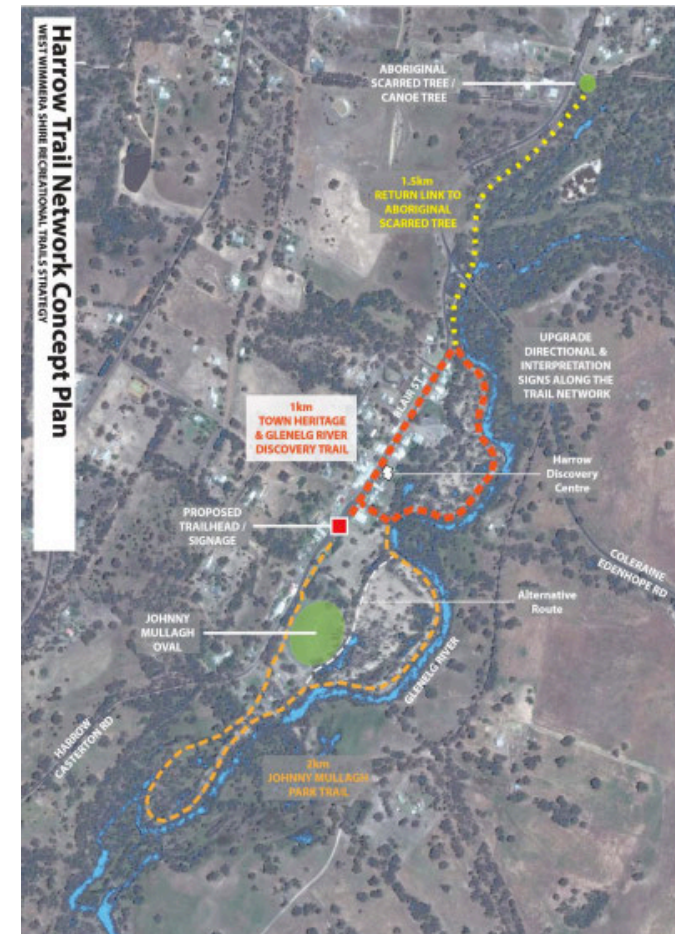 Harrow Trail Network Concept Plan
WEST WIMMERA SHIRE RECREATIONAL TRAILS STRATEGY
ABORIGINAL
SCARRED TREE /
CANOE TREE
1.5km
RETURN LINK TO
ABORIGINAL
SCARRED TREE
UPGRADE
DIRECTIONAL &
INTERPRETATION
SIGNS ALONG THE
TRAIL NETWORK
BLAIR ST
1km
TOWN HERITAGE
& GLENELG RIVER
DISCOVERY TRAIL
Harrow
Discovery
Centre
PROPOSED
TRAILHEAD /
SIGNAGE
COLERAINE
EDENHOPE RD
Alternative
Route
JOHNNY
MULLAGH
OVAL
GLENELG RIVER
HARROW
CASTERTON RD
2km
JOHNNY MULLAGH
PARK TRAIL